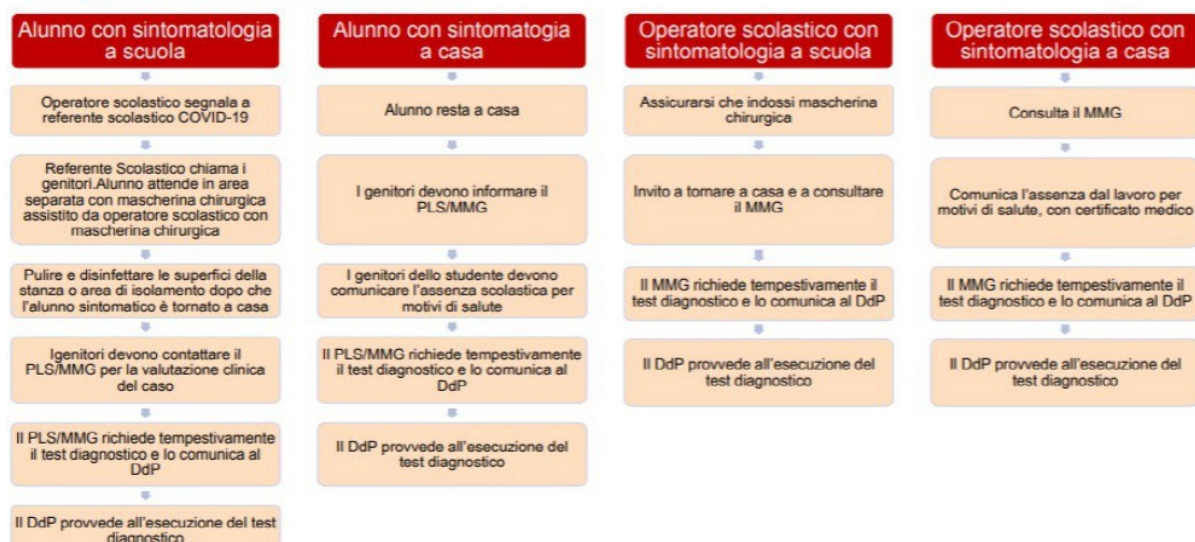 Alunno con sintomatologia
a scuola
Operatore scolastico segnala a
referente scolastico COVID-19
Referente Scolastico chiama i
genitori.Alunno attende in area
separata con mascherina chirurgica
assistito da operatore scolastico con
mascherina chirurgica
Pulire e disinfettare le superfici della
stanza o area di isolamento dopo che
l'alunno sintomatico è tornato a casa
Igenitori devono contattare il
PLS/MMG per la valutazione clinica
del caso
Il PLS/MMG richiede tempestivamente
il test diagnostico e lo comunica al
DdP
Il DdP provvede all'esecuzione del test
diagnostico
Alunno con sintomatogia
a casa
Alunno resta a casa
I genitori devono informare il
PLS/MMG
I genitori dello studente devono
comunicare l'assenza scolastica per
motivi di salute
Il PLS/MMG richiede tempestivamente
il test diagnostico e lo comunica al
DdP
Il DdP provvede all'esecuzione del
test diagnostico
Operatore scolastico con
sintomatologia a scuola
Assicurarsi che indossi mascherina
chirurgica
Invito a tornare a casa e a consultare
il MMG
Il MMG richiede tempestivamente il
test diagnostico e lo comunica al DdP
Il DdP provvede all'esecuzione del
test diagnostico
Operatore scolastico con
sintomatologia a casa
Consulta il MMG
Comunica l'assenza dal lavoro per
motivi di salute, con certificato medico
Il MMG richiede tempestivamente il
test diagnostico e lo comunica al DdP
Il DdP provvede all'esecuzione del
test diagnostico